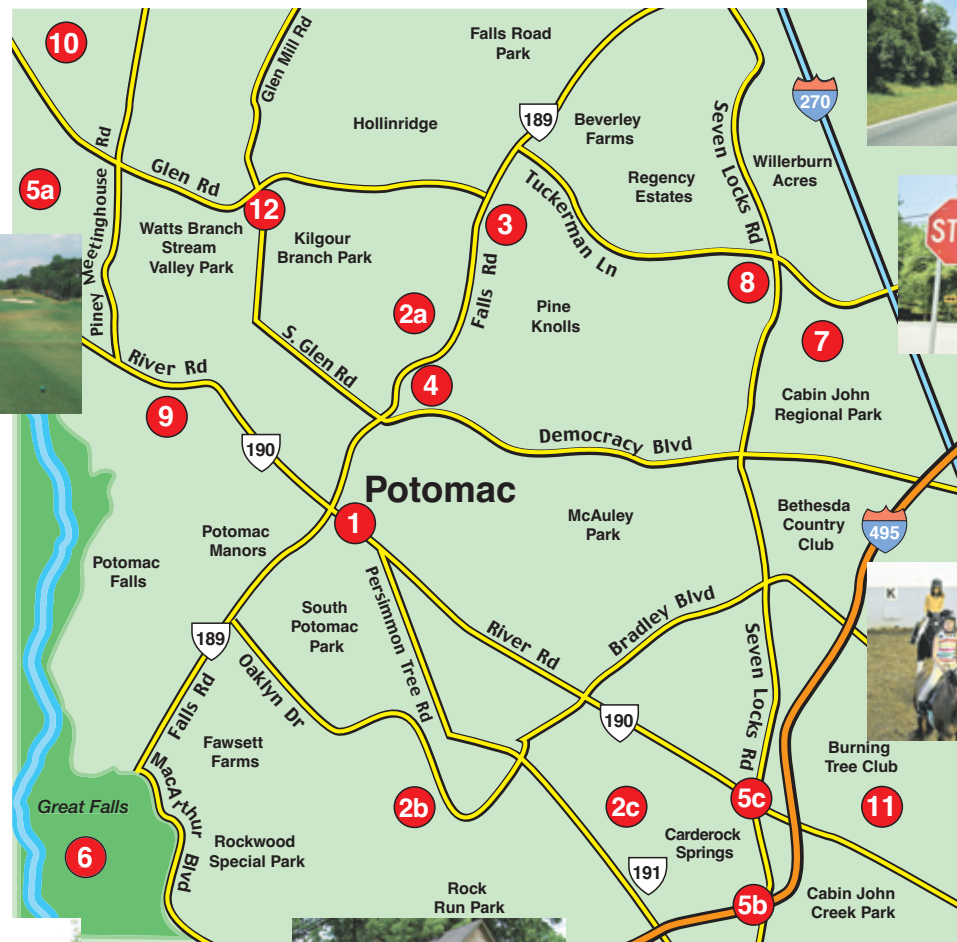 10
Glen Mill Rd
Falls Road
Park
270
189
Beverley
Farms
Hollinridge
Seven Locks Rd
Willerburn
Acres
Piney Meetinghouse Rd
5a
Glen Rd
Tuckerman Ln
Regency
Estates
12
3
ST
Watts Branch
Stream
Valley Park
Kilgour
Branch Park
Falls Rd
8
2a
Pine
Knolls
7
River Rd
S. Glen Rd
4
Cabin John
Regional Park
9
190
Democracy Blvd
Potomac
1
McAuley
Park
Bethesda
Country
Club
495
Potomac
Manors
Potomac
Falls
K
Persimmon Tree Rd
South
Potomac
Park
189
River Rd
Bradley Blvd
Seven Locks Rd
Oaklyn Dr
Falls Rd
190
Fawsett
Farms
Burning
Tree Club
MacArthur Blvd
Great Falls
2b
2c
5c
11
6
Rockwood
Special Park
Carderock
Springs
191
Rock
Run Park
5b
Cabin John
Creek Park